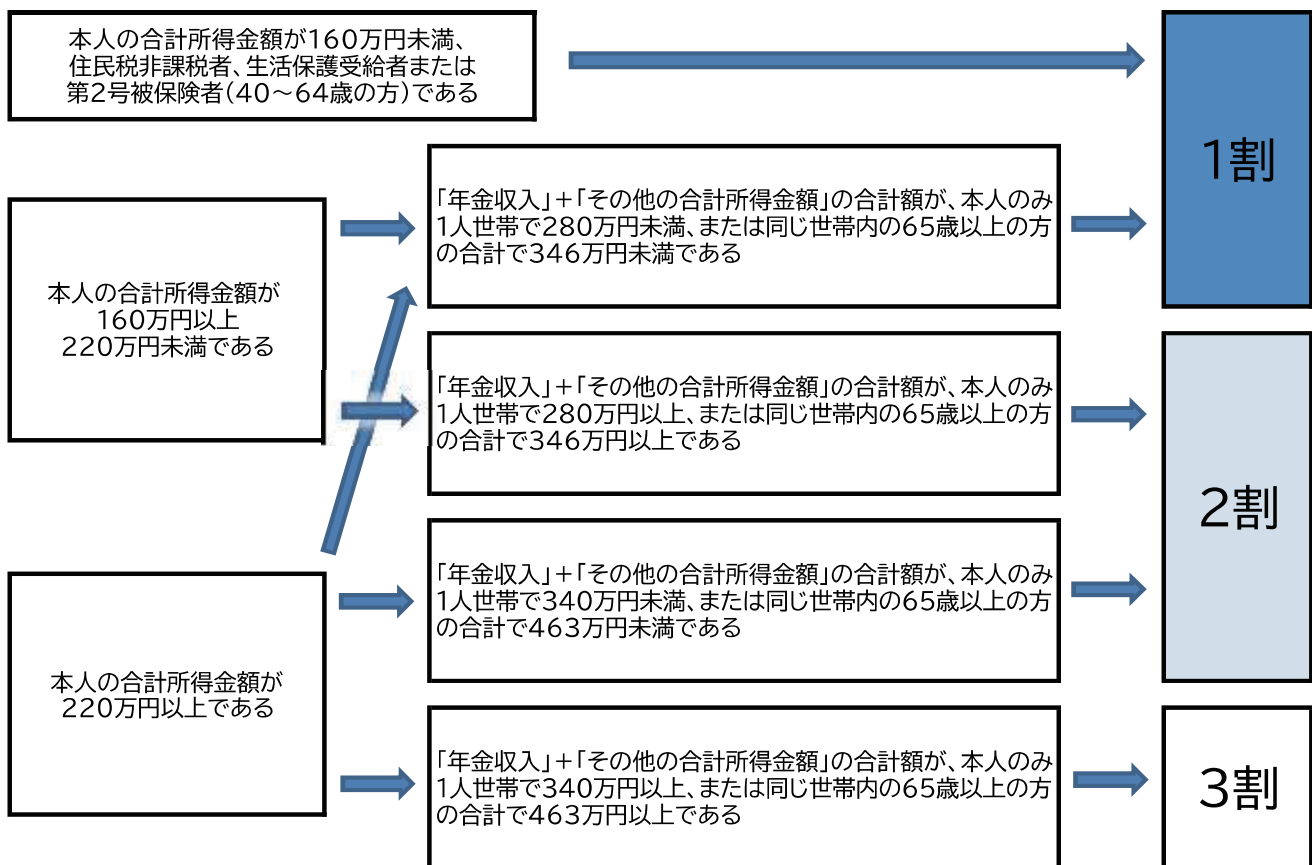 本人の合計所得金額が160万円未満、
住民税非課税者、生活保護受給者または
第2号被保険者(40～64歳の方)である
1割
「年金収入」+「その他の合計所得金額」の合計額が、本人のみ
1人世帯で280万円未満、または同じ世帯内の65歳以上の方
の合計で346万円未満である
本人の合計所得金額が
160万円以上
220万円未満である
「年金収入」+「その他の合計所得金額」の合計額が、本人のみ
1人世帯で280万円以上、または同じ世帯内の65歳以上の方
の合計で346万円以上である
2割
「年金収入」+「その他の合計所得金額」の合計額が、本人のみ
1人世帯で340万円未満、または同じ世帯内の65歳以上の方
の合計で463万円未満である
本人の合計所得金額が
220万円以上である
「年金収入」+「その他の合計所得金額」の合計額が、本人のみ
1人世帯で340万円以上、または同じ世帯内の65歳以上の方
の合計で463万円以上である
3割